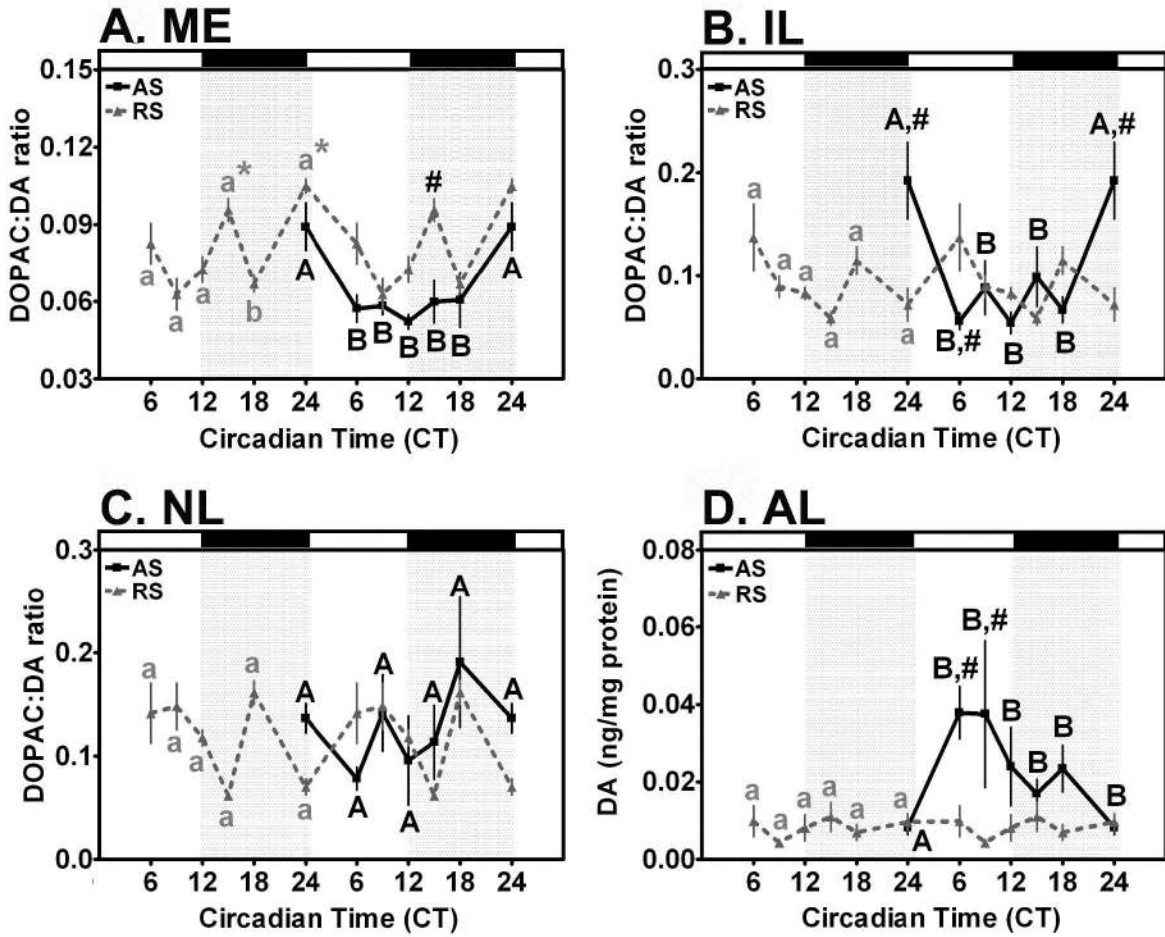 A. ME
0.15
0.12
0.09
0.06
0.03
DOPAC:DA ratio
AS
RS
a
a
a
a*
b
a*
A
B
B
B
#
B
B
A
6 12 18 24 6 12 18 24
Circadian Time (CT)
B. IL
0.3
0.2
0.1
0.0
DOPAC:DA ratio
AS
RS
a
a
a
a
a
a
A,#
B,#
B
B
B
B
A,#
6 12 18 24 6 12 18 24
Circadian Time (CT)
C. NL
0.3
0.2
0.1
0.0
DOPAC:DA ratio
AS
RS
a
a
a
a
a
a
A
A
A
A
A
A
A
6 12 18 24 6 12 18 24
Circadian Time (CT)
D. AL
0.08
0.06
0.04
0.02
0.00
DA (ng/mg protein)
AS
RS
a
a
a
a
a
a
A
B,#
B,#
B
B
B
B
6 12 18 24 6 12 18 24
Circadian Time (CT)